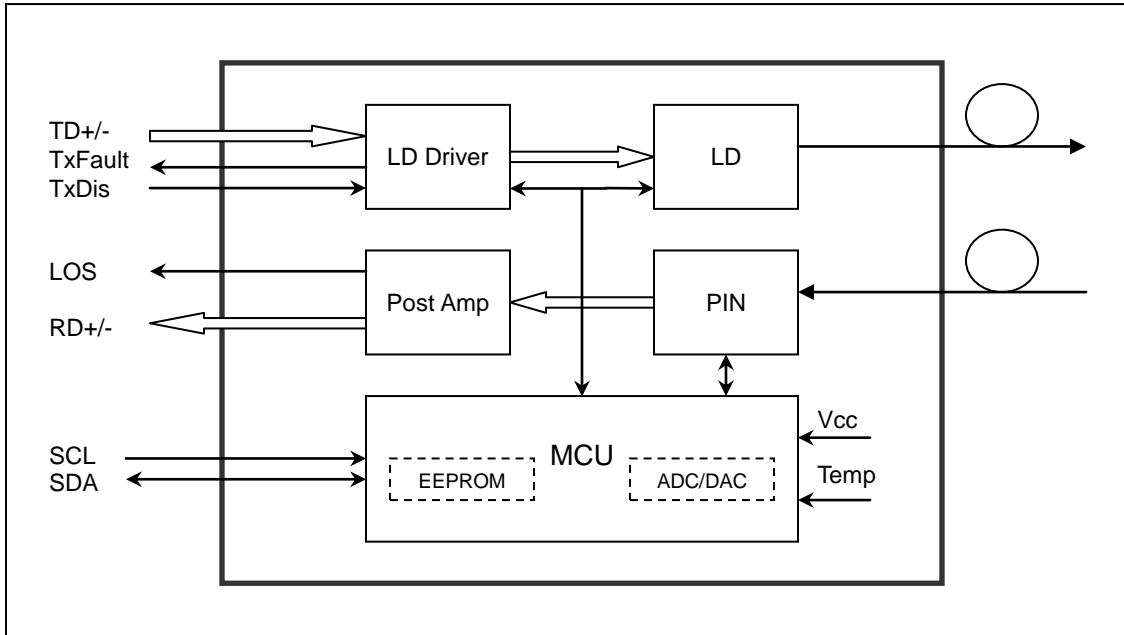 TD+/-
TxFault
TxDis
LD Driver
LD
LOS
RD+/-
Post Amp
PIN
SCL
SDA
MCU
EEPROM
ADC/DAC
Vcc
Temp